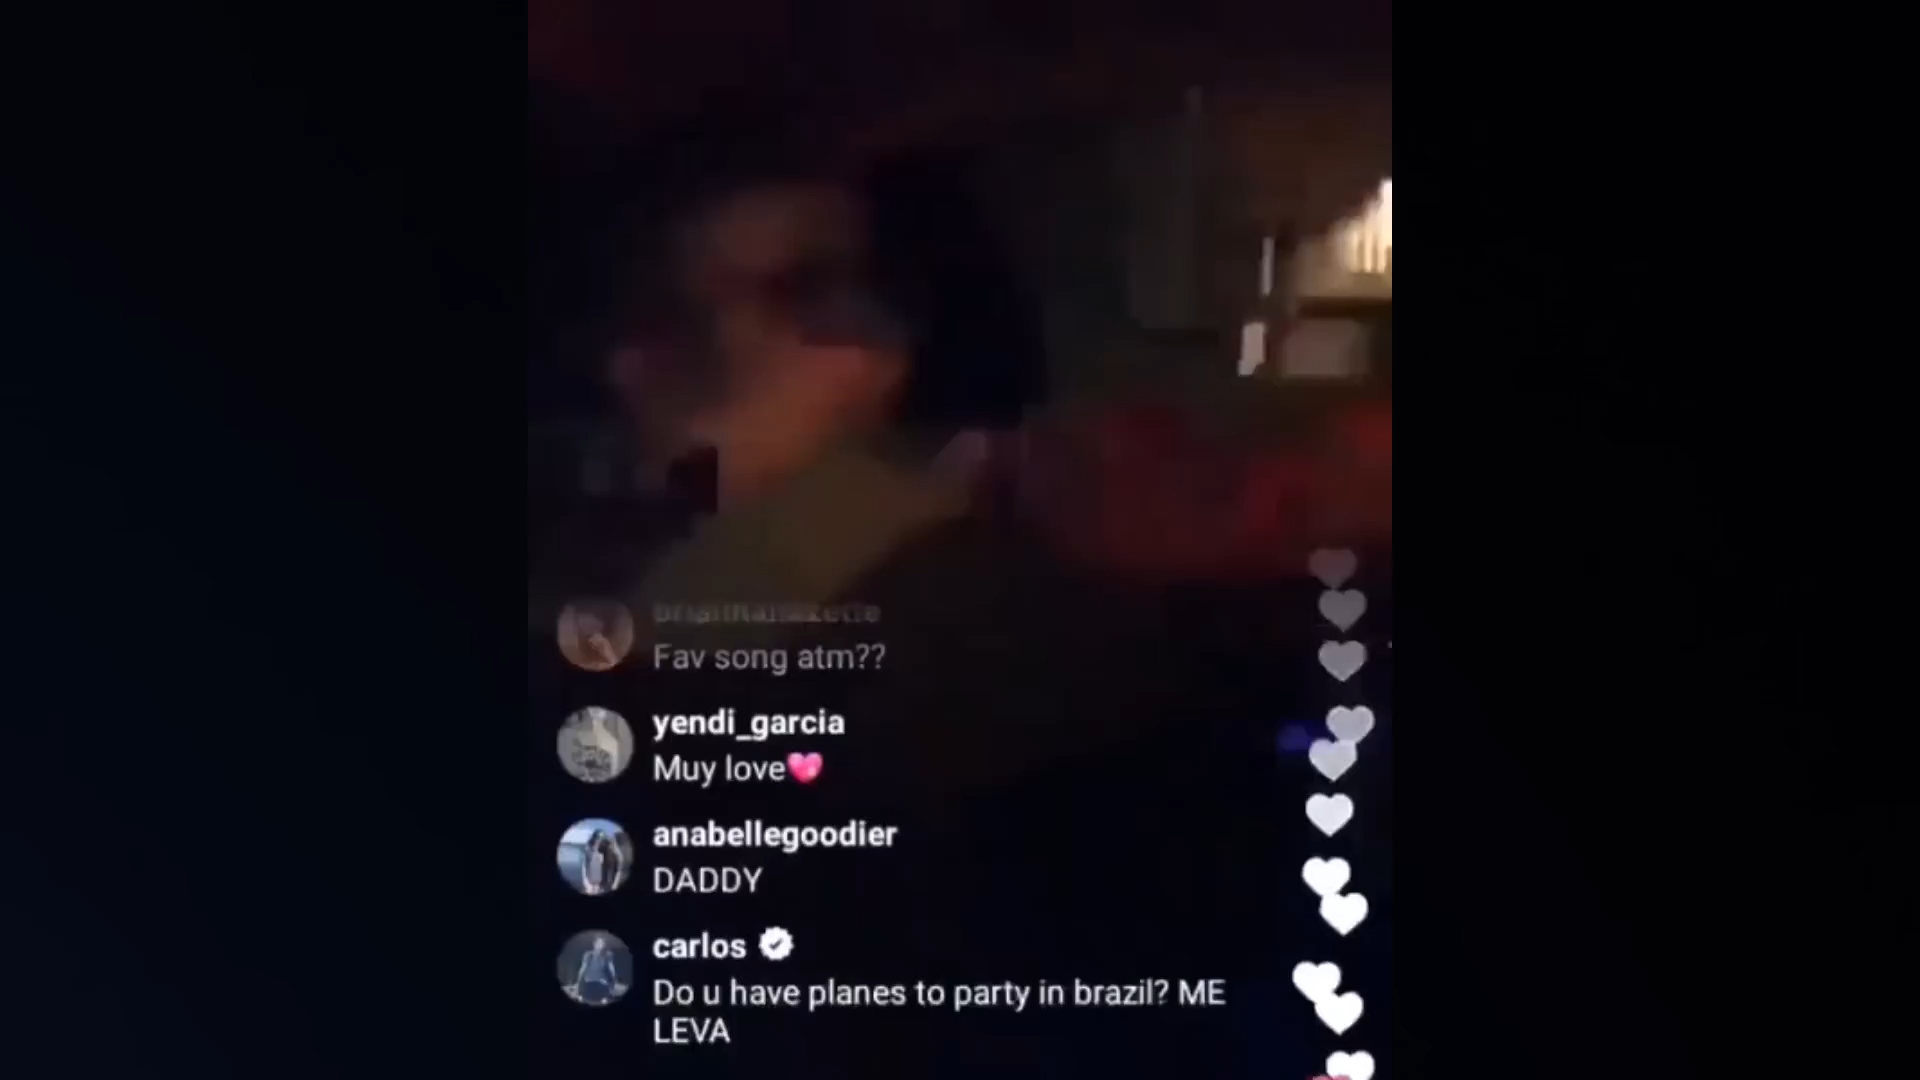 Fav song atm??
yendi_garcia
Muy love
anabellegoodier
DADDY
carlos
Do u have planes to party in brazil? ME
LEVA